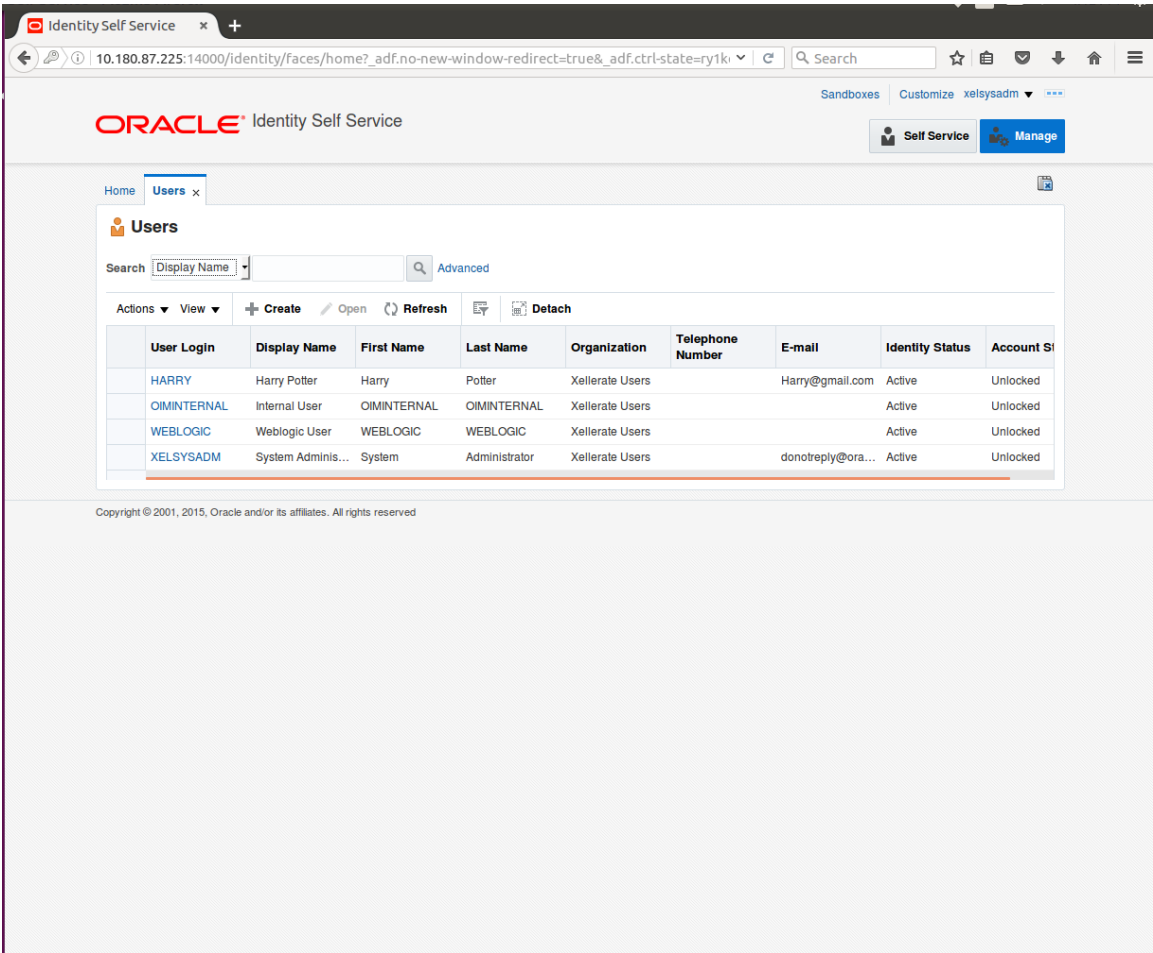 Identity Self Service × +
10.180.87.225:14000/identity/faces/home?_adf.no-new-window-redirect=true&_adf.ctrl-state=ry1k Search
Sandboxes Customize xelsysadm
ORACLE Identity Self Service
Self Service Manage
Home Users ×
Users
Search Display Name Advanced
Actions View Create Open Refresh Detach
User Login Display Name First Name Last Name Organization Telephone Number E-mail Identity Status Account St
HARRY Harry Potter Harry Potter Xellerate Users Harry@gmail.com Active Unlocked
OIMINTERNAL Internal User OIMINTERNAL OIMINTERNAL Xellerate Users Active Unlocked
WEBLOGIC Weblogic User WEBLOGIC WEBLOGIC Xellerate Users Active Unlocked
XELSYSADM System Adminis... System Administrator Xellerate Users donotreply@ora... Active Unlocked
Copyright © 2001, 2015, Oracle and/or its affiliates. All rights reserved